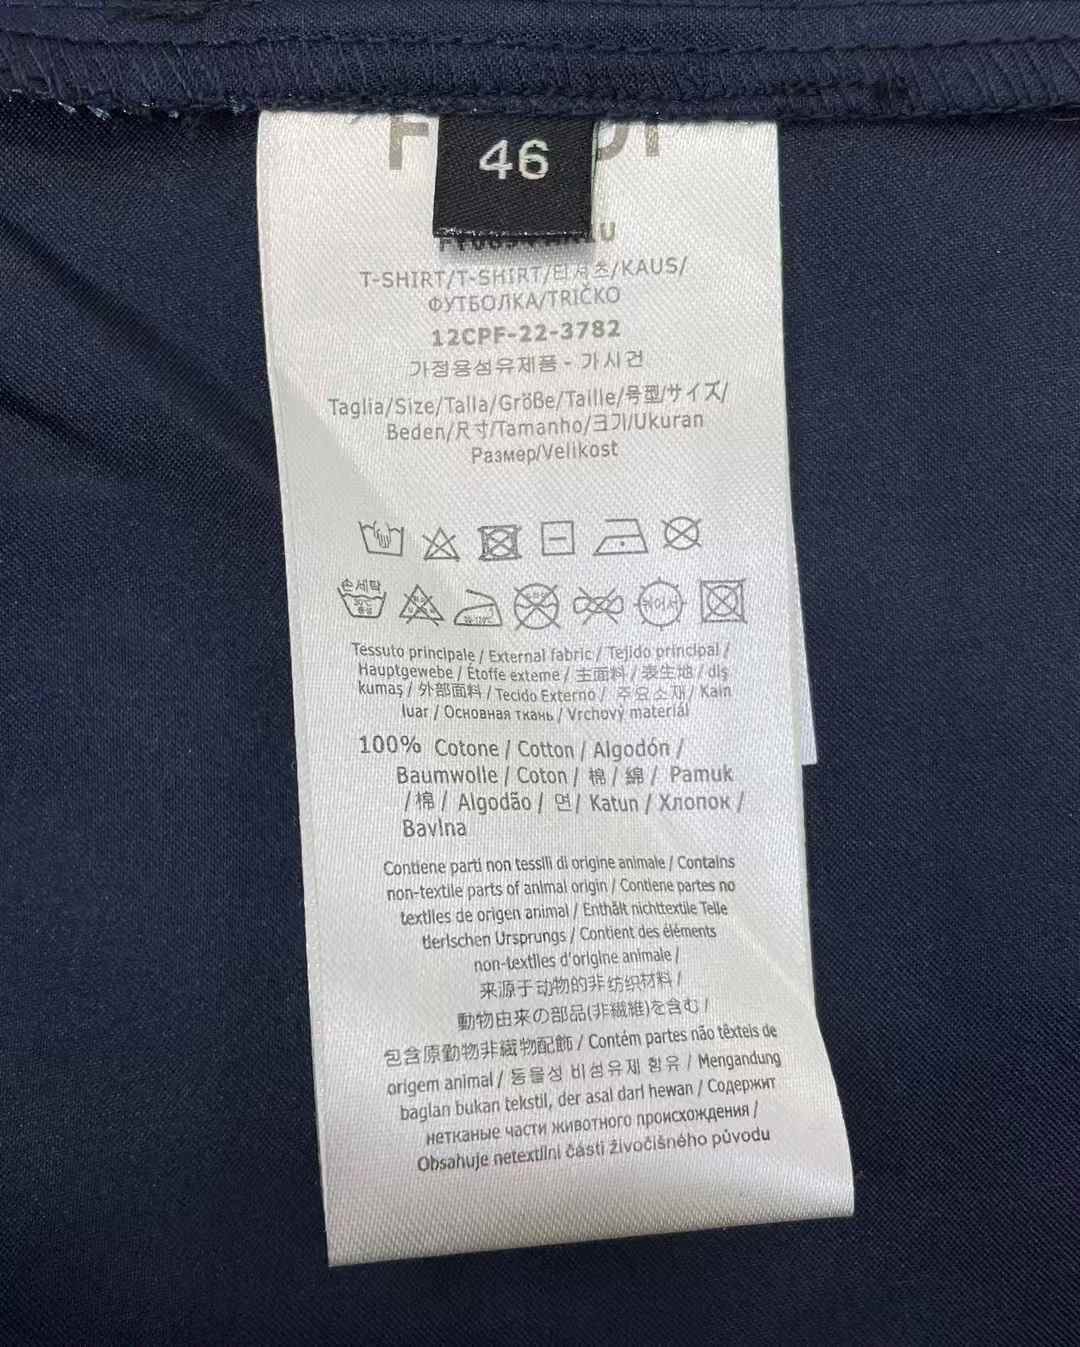 46
T-SHIRT/T-SHIRT/티셔츠/KAUS/
ФУТБОЛКА/TRIČKO
12CPF-22-3782
가정용섬유제품 - 가시건
Taglia/Size/Talla/Größe/Taille/号型/サイズ/
Beden/尺寸/Tamanho/크기/Ukuran
Размер/Velikost
손세탁
30℃
중성
Tessuto principale / External fabric / Tejido principal /
Hauptgewebe / Étoffe externe / 主面料 / 表生地 / dış
kumaş / 外部面料 / Tecido Externo / 주요소재 / Kain
luar / Основная ткань / Vrchový materiál
100% Cotone / Cotton / Algodón /
Baumwolle / Coton / 棉 / 綿 / Pamuk
/ 棉 / Algodão / 면 / Katun / Хлопок /
Bavlna
Contiene parti non tessili di origine animale / Contains
non-textile parts of animal origin / Contiene partes no
textiles de origen animal / Enthält nichttextile Teile
tierischen Ursprungs / Contient des éléments
non-textiles d'origine animale /
来源于动物的非纺织材料 /
動物由来の部品(非繊維)を含む /
包含原動物非織物配飾 / Contém partes não têxteis de
origem animal / 동물성 비섬유제 함유 / Mengandung
bagian bukan tekstil, der asal dari hewan / Содержит
нетканые части животного происхождения /
Obsahuje netextilní části živočišného původu